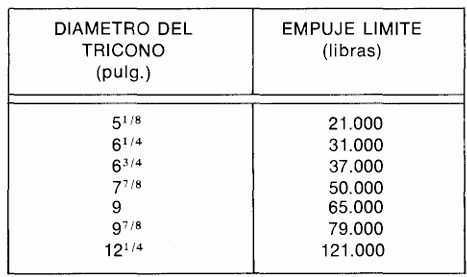 DIAMETRO DEL EMPUJE LIMITE
TRICONO (libras)
(pulg.)
5 1/8 21.000
6 1/4 31.000
6 3/4 37.000
7 7/8 50.000
9 65.000
9 7/8 79.000
12 1/4 121.000